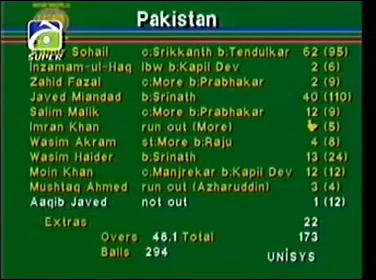 Pakistan
Sohail c:Srikkanth b:Tendulkar 62 (95)
SUPER
Inzamam-ul-Haq lbw b:Kapil Dev 2 (6)
Zahid Fazal c:More b:Prabhakar 2 (9)
Javed Miandad b:Srinath 40 (110)
Salim Malik c:More b:Prabhakar 12 (9)
Imran Khan run out (More) (5)
Wasim Akram st:More b:Raju 4 (8)
Wasim Haider b:Srinath 13 (24)
Moin Khan c:Manjrekar b:Kapil Dev 12 (12)
Mushtaq Ahmed run out (Azharuddin) 3 (4)
Aaqib Javed not out 1 (12)
Extras 22
Overs 48.1 Total 173
Balls 294
UNiSYS